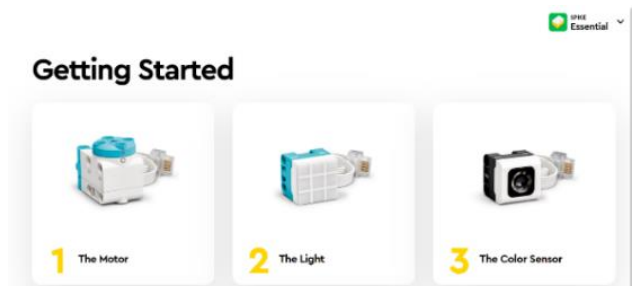 SPIKE
Essential
Getting Started
1 The Motor
2 The Light
3 The Color Sensor